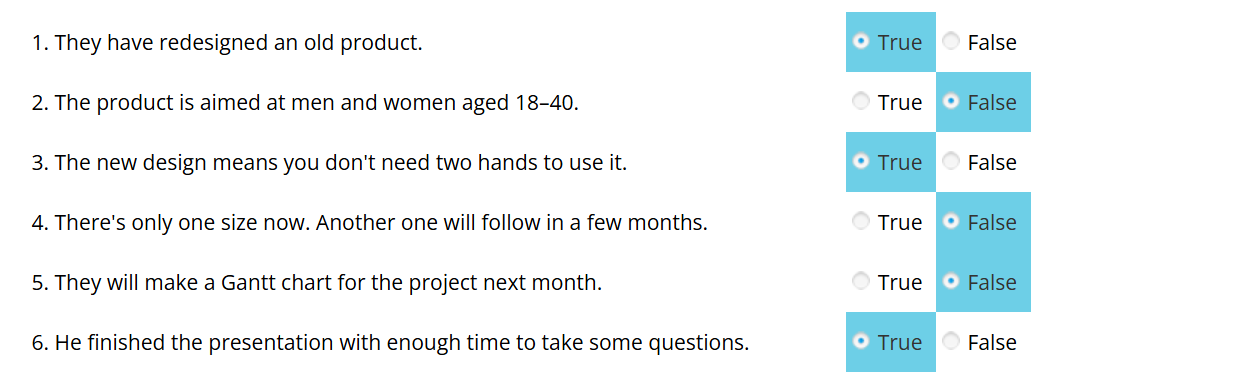 1. They have redesigned an old product. True False
2. The product is aimed at men and women aged 18–40. True False
3. The new design means you don't need two hands to use it. True False
4. There's only one size now. Another one will follow in a few months. True False
5. They will make a Gantt chart for the project next month. True False
6. He finished the presentation with enough time to take some questions. True False